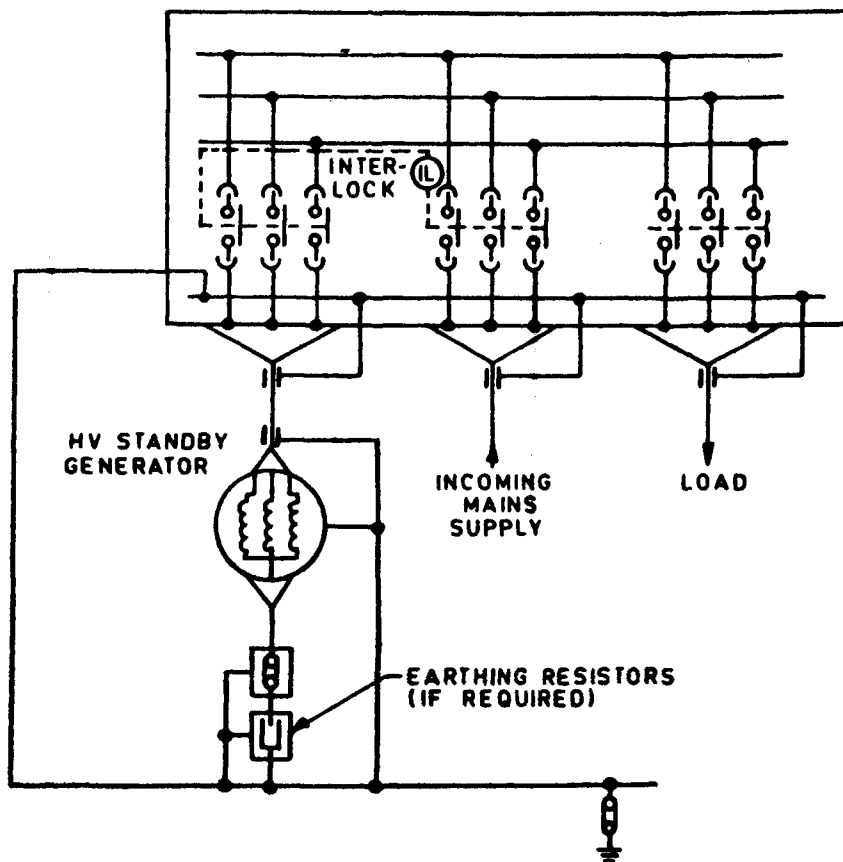 INTER-
LOCK
IL
HV STANDBY
GENERATOR
INCOMING
MAINS
SUPPLY
LOAD
EARTHING RESISTORS
(IF REQUIRED)